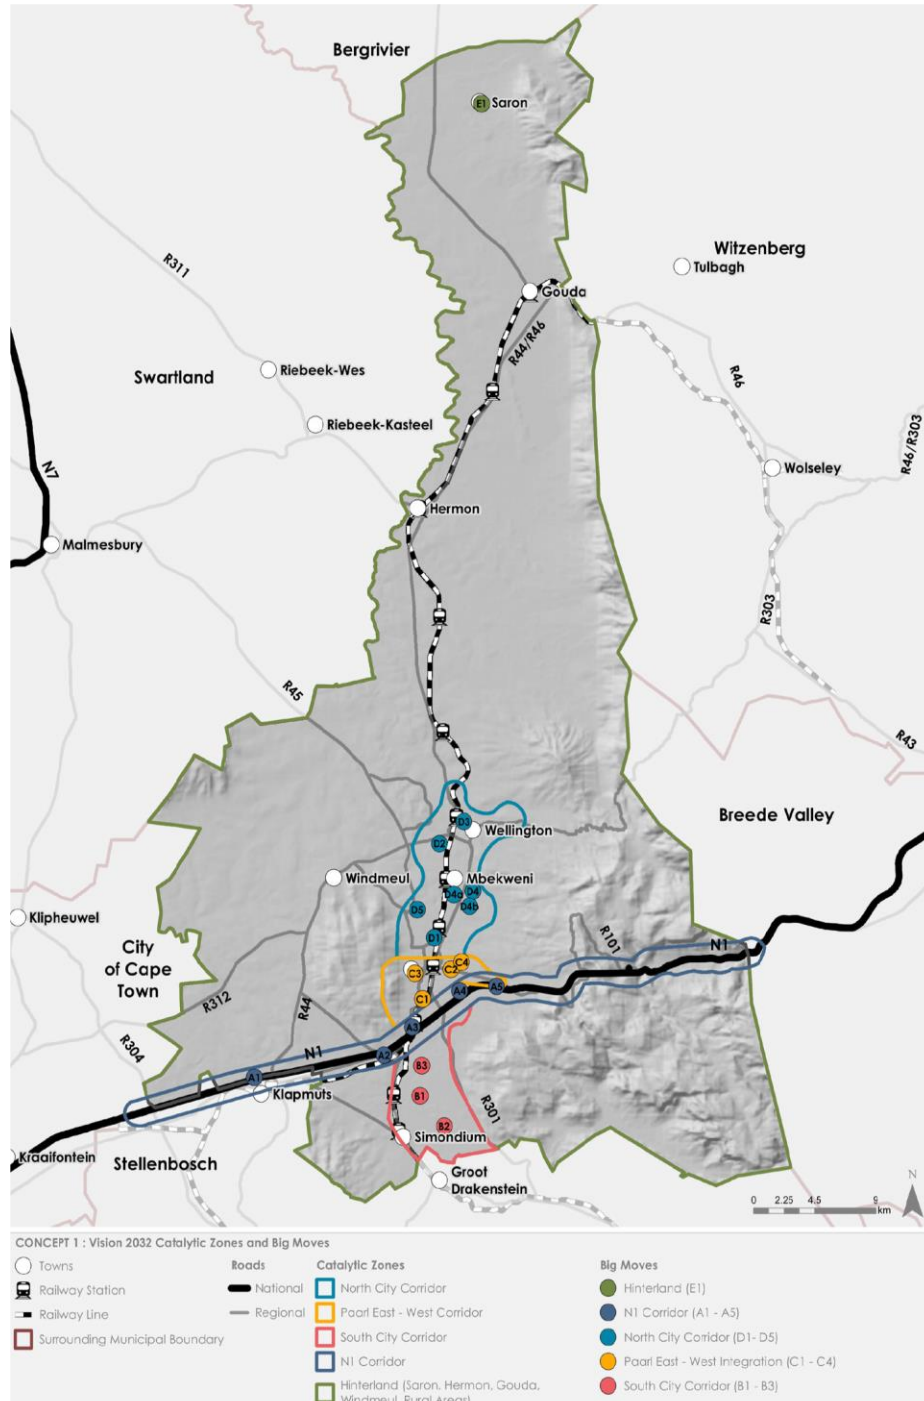 Bergrivier
E1 Saron
Witzenberg
Tulbagh
R311
Gouda
R44/R46
Swartland
Riebeek-Wes
R46
Riebeek-Kasteel
R46/R303
N7
Wolseley
Hermon
Malmesbury
R303
R45
R43
Breede Valley
D3
Wellington
D2
Windmeul
Mbekweni
D4a
D4
D4b
D5
Klipheuwel
D1
City
of Cape
Town
R101
N1
C4
C2
C3
A5
A4
C1
R312
R44
A3
R304
N1
A2
A1
B3
Klapmuts
B1
R301
B2
Simondium
Kraaifontein
Stellenbosch
Groot
Drakenstein
N
0 2.25 4.5 9
km
CONCEPT 1 : Vision 2032 Catalytic Zones and Big Moves
Towns
Railway Station
Railway Line
Surrounding Municipal Boundary
Roads
National
Regional
Catalytic Zones
North City Corridor
Paarl East - West Corridor
South City Corridor
N1 Corridor
Hinterland (Saron, Hermon, Gouda,
Windmeul, Rural Areas)
Big Moves
Hinterland (E1)
N1 Corridor (A1 - A5)
North City Corridor (D1- D5)
Paarl East - West Integration (C1 - C4)
South City Corridor (B1 - B3)